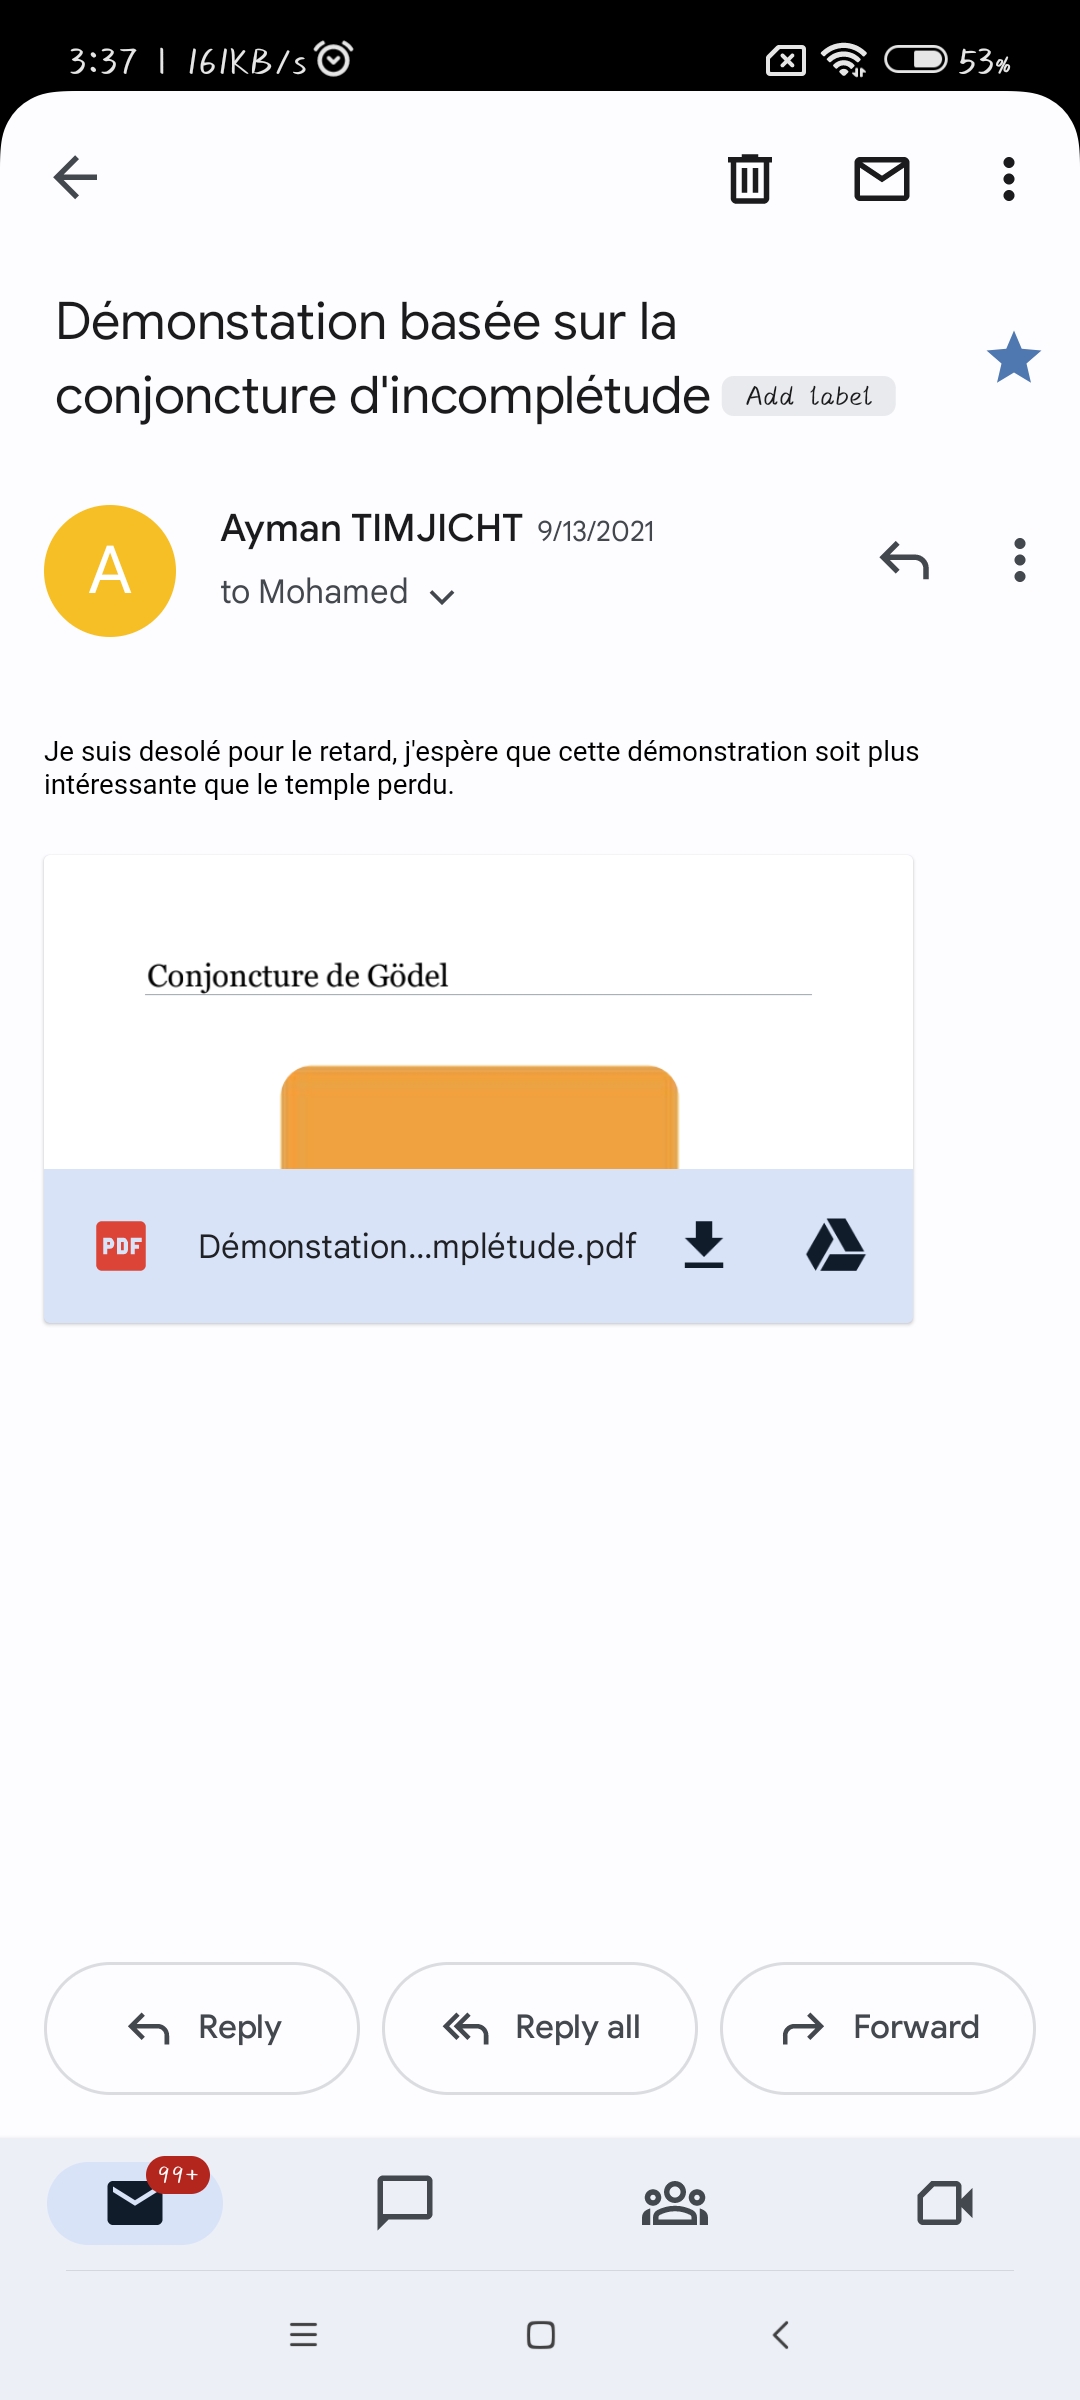 3:37 | 161KB/s 53%
Démonstation basée sur la
conjoncture d'incomplétude Add label
A
Ayman TIMJICHT 9/13/2021
to Mohamed
Je suis desolé pour le retard, j'espère que cette démonstration soit plus
intéressante que le temple perdu.
Conjoncture de Gödel
PDF Démonstation...mplétude.pdf
Reply Reply all Forward
99+